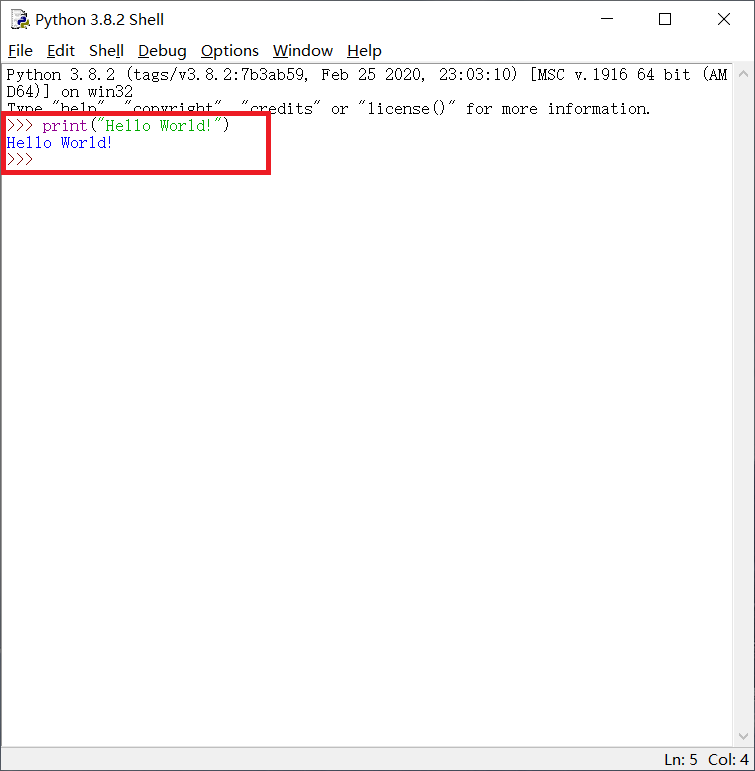 Python 3.8.2 Shell
File Edit Shell Debug Options Window Help
Python 3.8.2 (tags/v3.8.2:7b3ab59, Feb 25 2020, 23:03:10) [MSC v.1916 64 bit (AM
D64)] on win32
Type "help", "copyright", "credits" or "license()" for more information.
>>> print("Hello World!")
Hello World!
>>>
Ln: 5 Col: 4